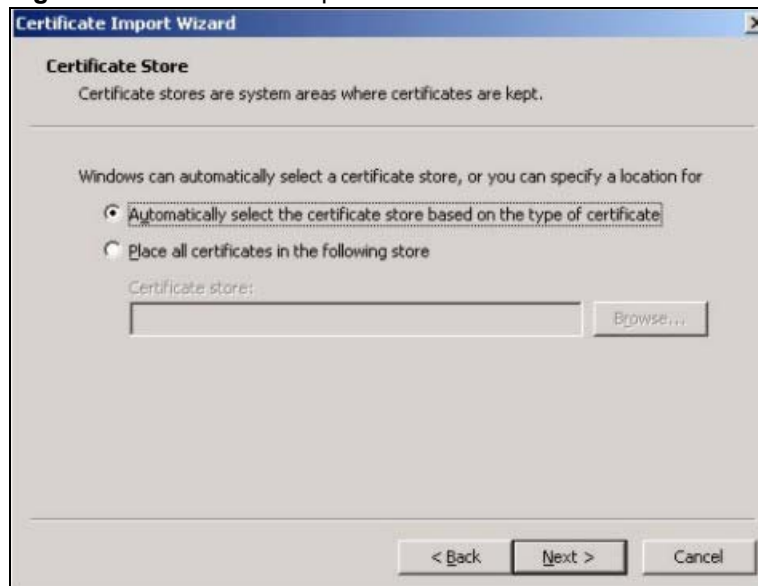 Certificate Import Wizard
Certificate Store
Certificate stores are system areas where certificates are kept.
Windows can automatically select a certificate store, or you can specify a location for
Automatically select the certificate store based on the type of certificate
Place all certificates in the following store
Certificate store:
Browse...
< Back Next > Cancel